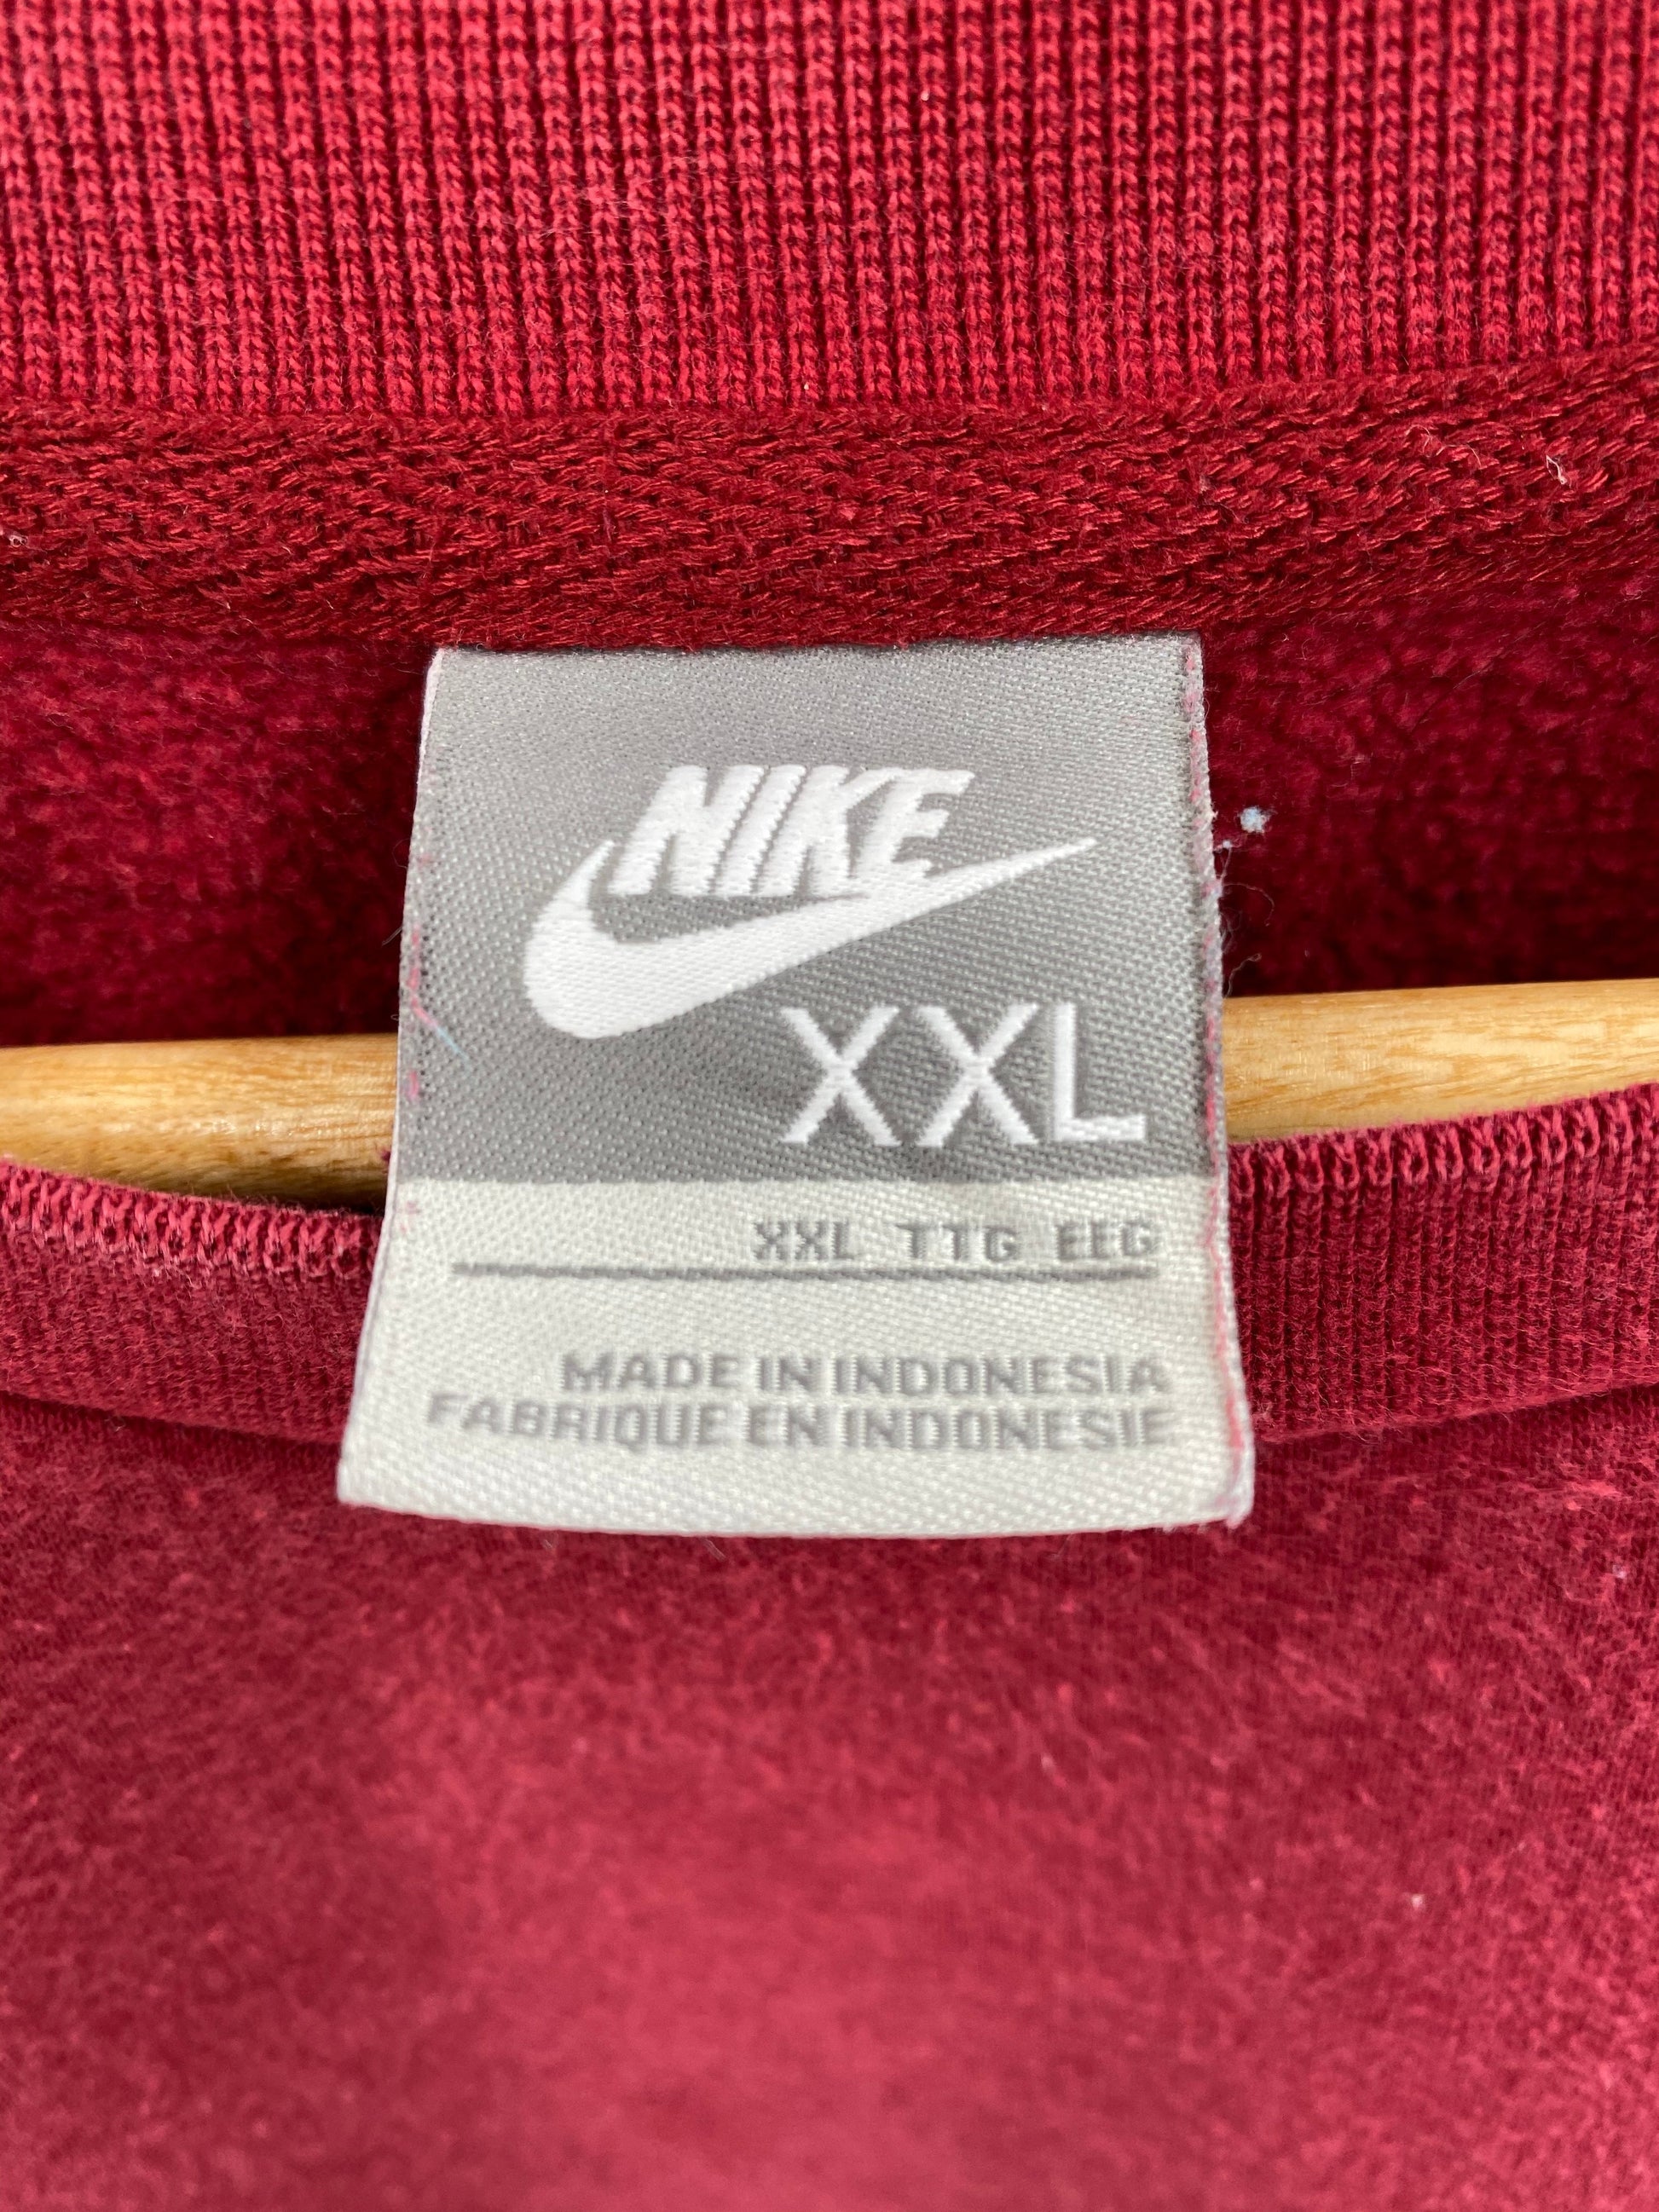 NIKE
XXL
XXL TTG EEG
MADE IN INDONESIA
FABRIQUE EN INDONESIE